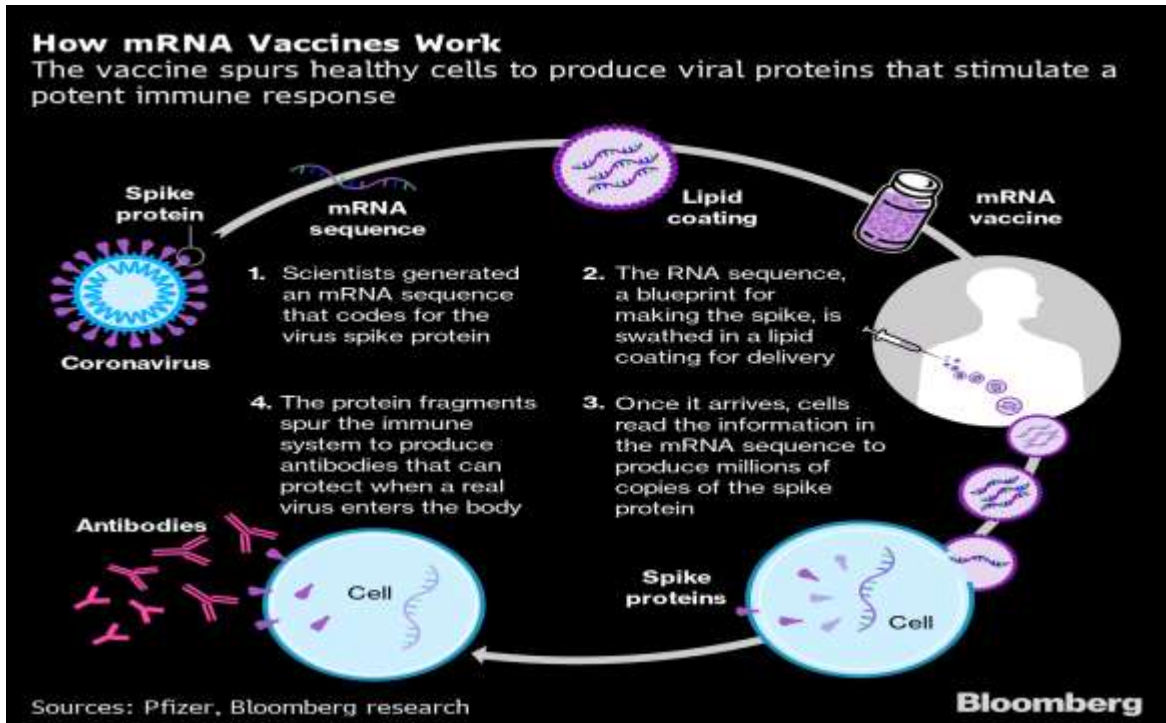 How mRNA Vaccines Work
The vaccine spurs healthy cells to produce viral proteins that stimulate a
potent immune response
Spike
protein
mRNA
sequence
Lipid
coating
mRNA
vaccine
Coronavirus
1. Scientists generated
an mRNA sequence
that codes for the
virus spike protein
2. The RNA sequence,
a blueprint for
making the spike, is
swathed in a lipid
coating for delivery
4. The protein fragments
spur the immune
system to produce
antibodies that can
protect when a real
virus enters the body
3. Once it arrives, cells
read the information in
the mRNA sequence to
produce millions of
copies of the spike
protein
Antibodies
Cell
Spike
proteins
Cell
Sources: Pfizer, Bloomberg research
Bloomberg